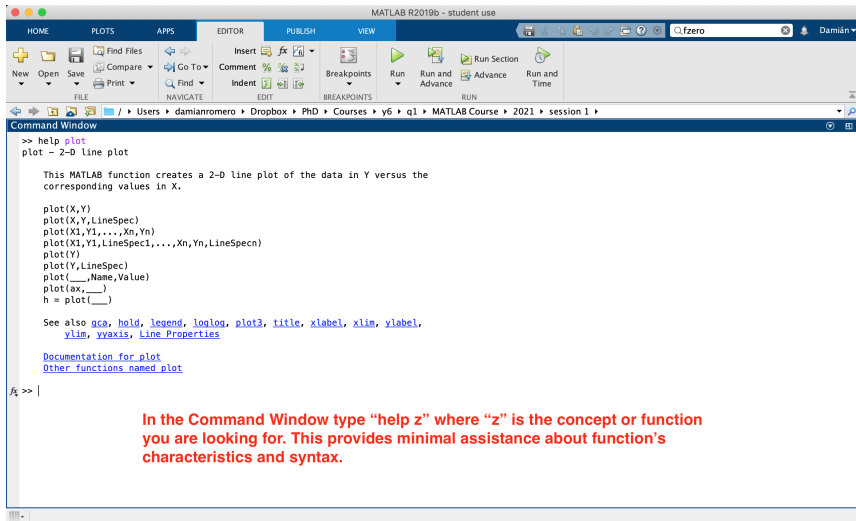 MATLAB R2019b - student use
HOME PLOTS APPS EDITOR PUBLISH VIEW
fzero
Damián
New Open Save
Find Files
Compare
Print
Go To
Find
Insert fx
Comment
Indent
Breakpoints
Run
Run and Advance
Run Section
Advance
Run and Time
FILE NAVIGATE EDIT BREAKPOINTS RUN
/ Users damianromero Dropbox PhD Courses y6 q1 MATLAB Course 2021 session 1
Command Window
>> help plot
plot - 2-D line plot
This MATLAB function creates a 2-D line plot of the data in Y versus the
corresponding values in X.
plot(X,Y)
plot(X,Y,LineSpec)
plot(X1,Y1,...,Xn,Yn)
plot(X1,Y1,LineSpec1,...,Xn,Yn,LineSpecn)
plot(Y)
plot(Y,LineSpec)
plot(___,Name,Value)
plot(ax,___)
h = plot(___)
See also gca, hold, legend, loglog, plot3, title, xlabel, xlim, ylabel,
ylim, yyaxis, Line Properties
Documentation for plot
Other functions named plot
fx >>
In the Command Window type “help z” where “z” is the concept or function
you are looking for. This provides minimal assistance about function’s
characteristics and syntax.